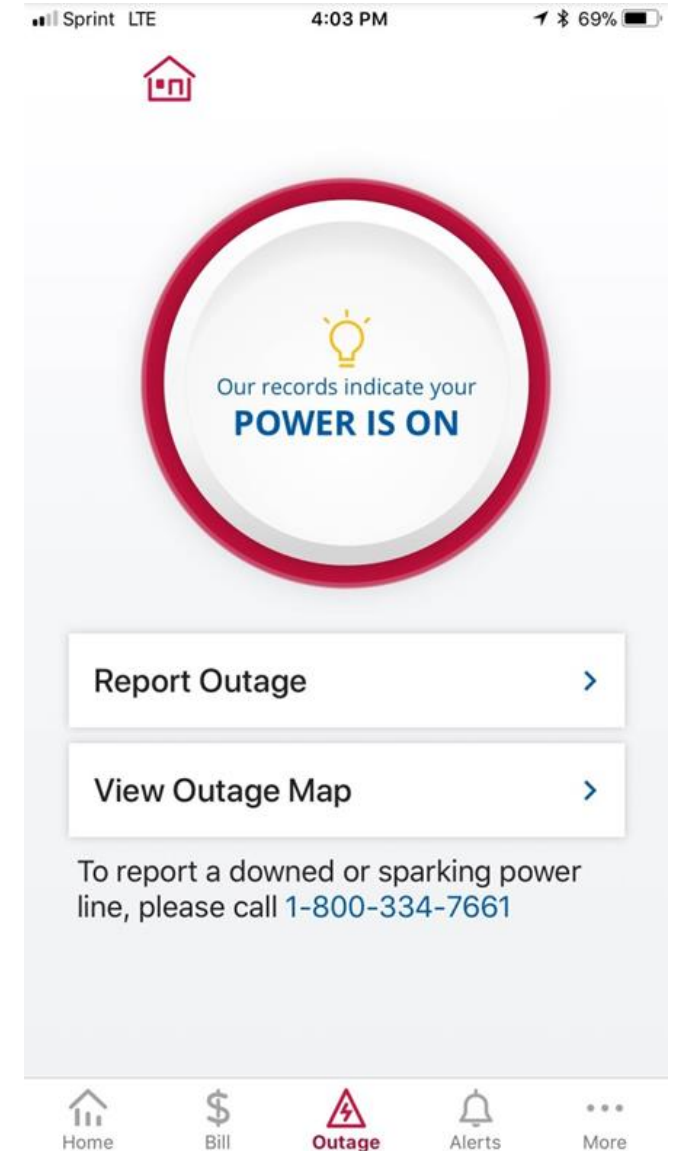 Sprint LTE 4:03 PM 69%
Our records indicate your
POWER IS ON
Report Outage
View Outage Map
To report a downed or sparking power
line, please call 1-800-334-7661
Home Bill Outage Alerts More